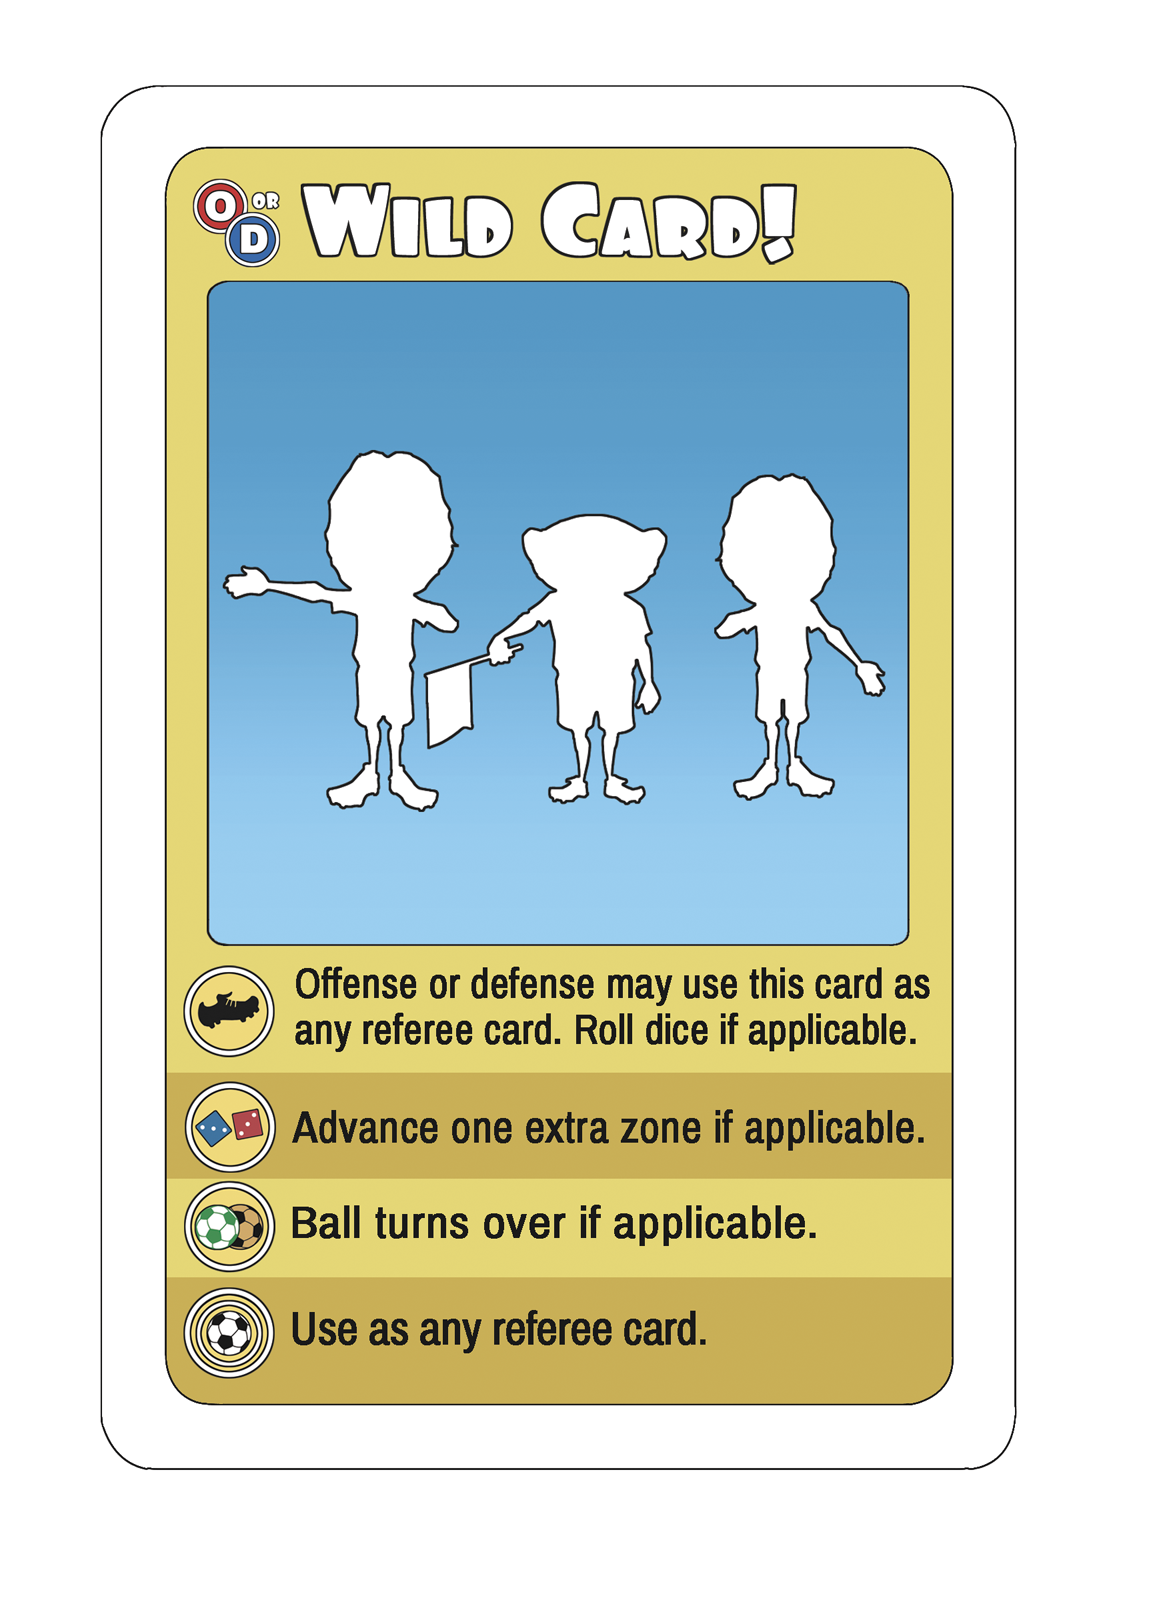 O OR D WILD CARD!
Offense or defense may use this card as
any referee card. Roll dice if applicable.
Advance one extra zone if applicable.
Ball turns over if applicable.
Use as any referee card.